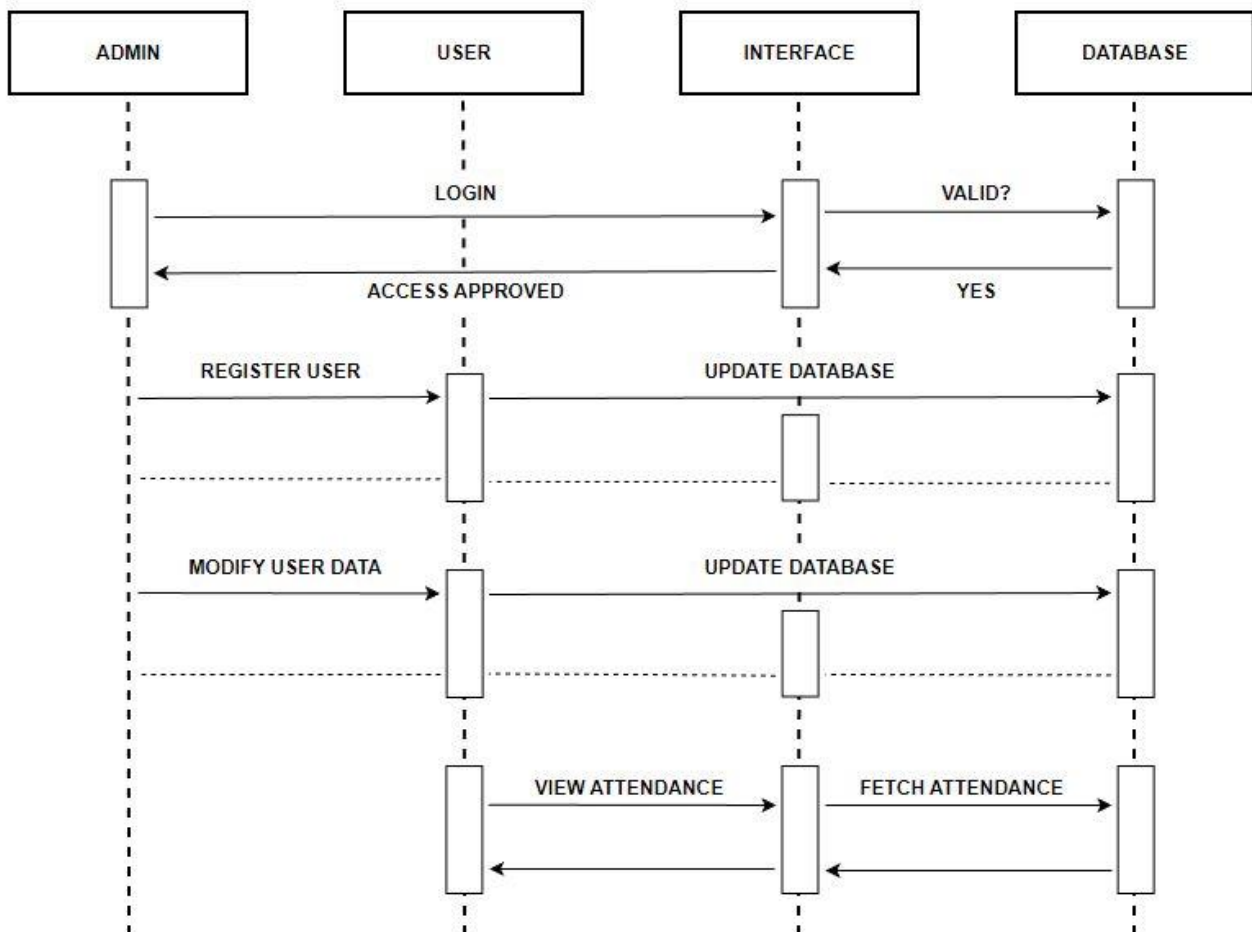 ADMIN
USER
INTERFACE
DATABASE
LOGIN
VALID?
ACCESS APPROVED
YES
REGISTER USER
UPDATE DATABASE
MODIFY USER DATA
UPDATE DATABASE
VIEW ATTENDANCE
FETCH ATTENDANCE